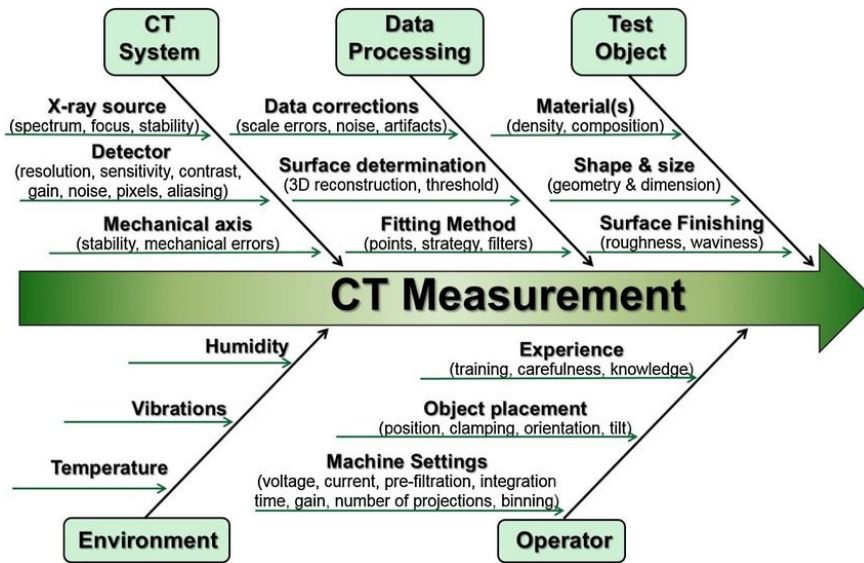 CT
System
Data
Processing
Test
Object
X-ray source
(spectrum, focus, stability)
Detector
(resolution, sensitivity, contrast,
gain, noise, pixels, aliasing)
Mechanical axis
(stability, mechanical errors)
Data corrections
(scale errors, noise, artifacts)
Surface determination
(3D reconstruction, threshold)
Fitting Method
(points, strategy, filters)
Material(s)
(density, composition)
Shape & size
(geometry & dimension)
Surface Finishing
(roughness, waviness)
CT Measurement
Humidity
Vibrations
Temperature
Environment
Experience
(training, carefulness, knowledge)
Object placement
(position, clamping, orientation, tilt)
Machine Settings
(voltage, current, pre-filtration, integration
time, gain, number of projections, binning)
Operator